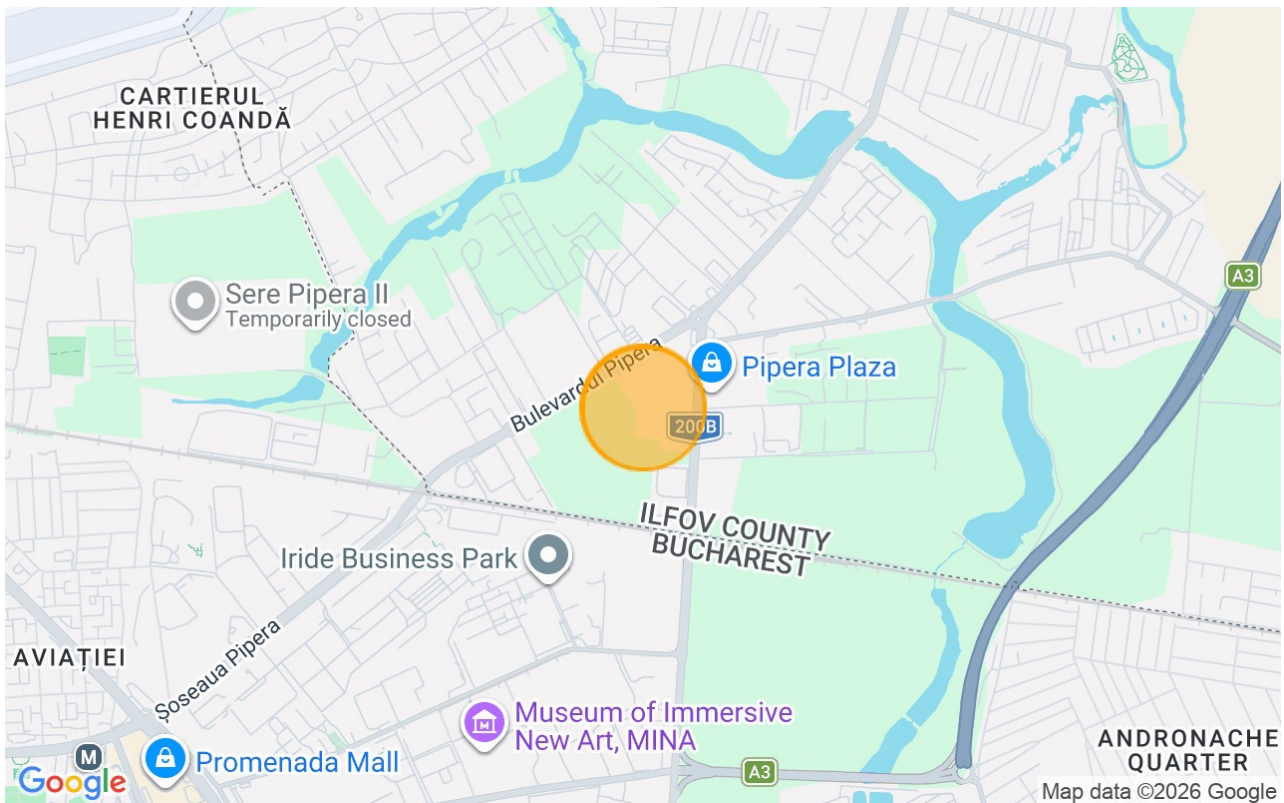 CARTIERUL
HENRI COANDĂ
A3
Sere Pipera II
Temporarily closed
Bulevardul Pipera
Pipera Plaza
200B
ILFOV COUNTY
BUCHAREST
Iride Business Park
AVIAȚIEI
Șoseaua Pipera
Museum of Immersive
New Art, MINA
ANDRONACHE
QUARTER
M
Promenada Mall
A3
Google
Map data ©2026 Google